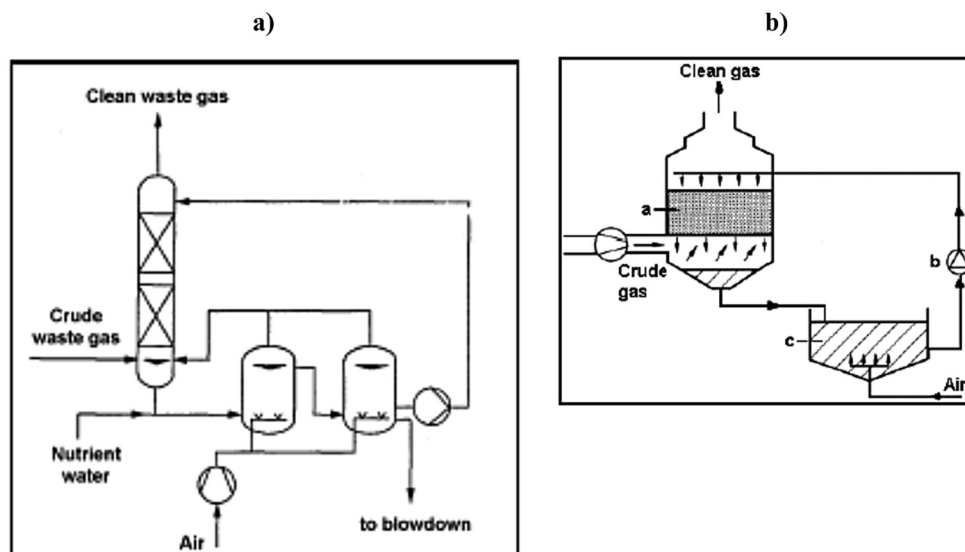 a)
Clean waste gas
Crude
waste gas
Nutrient
water
Air
to blowdown
b)
Clean gas
a
Crude
gas
b
c
Air